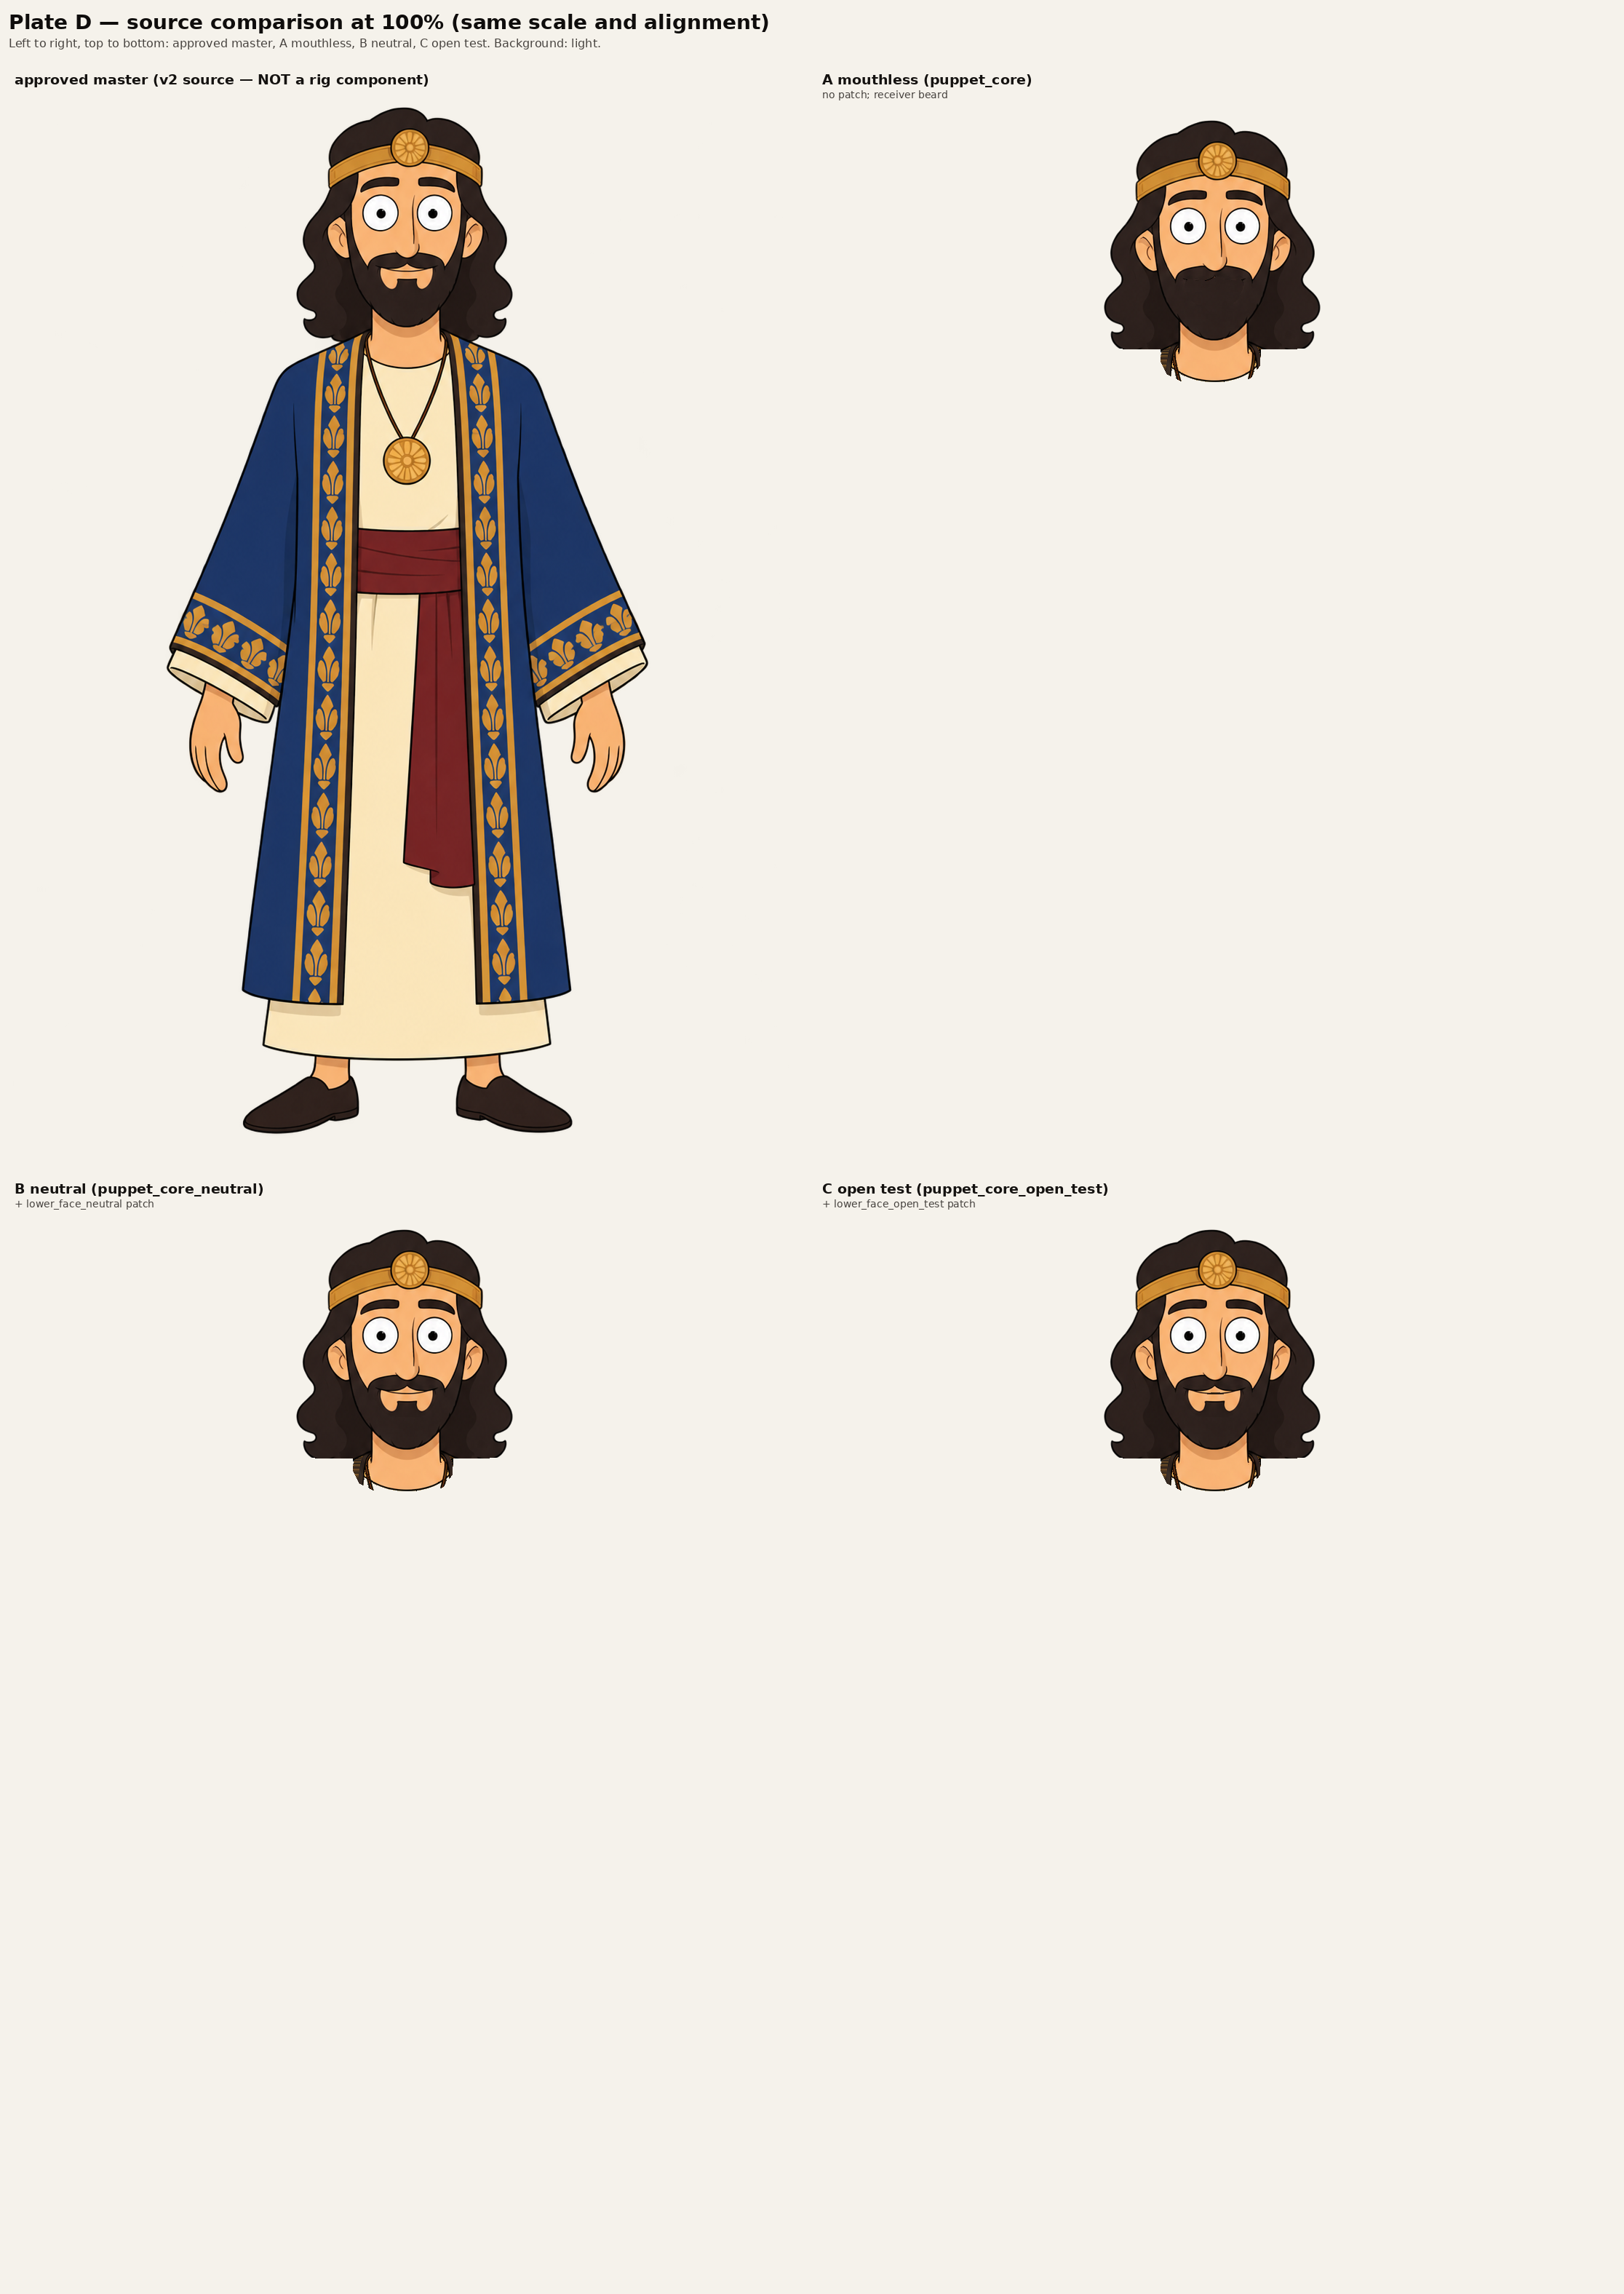 Plate D — source comparison at 100% (same scale and alignment)
Left to right, top to bottom: approved master, A mouthless, B neutral, C open test. Background: light.
approved master (v2 source — NOT a rig component)
A mouthless (puppet_core)
no patch; receiver beard
B neutral (puppet_core_neutral)
+ lower_face_neutral patch
C open test (puppet_core_open_test)
+ lower_face_open_test patch